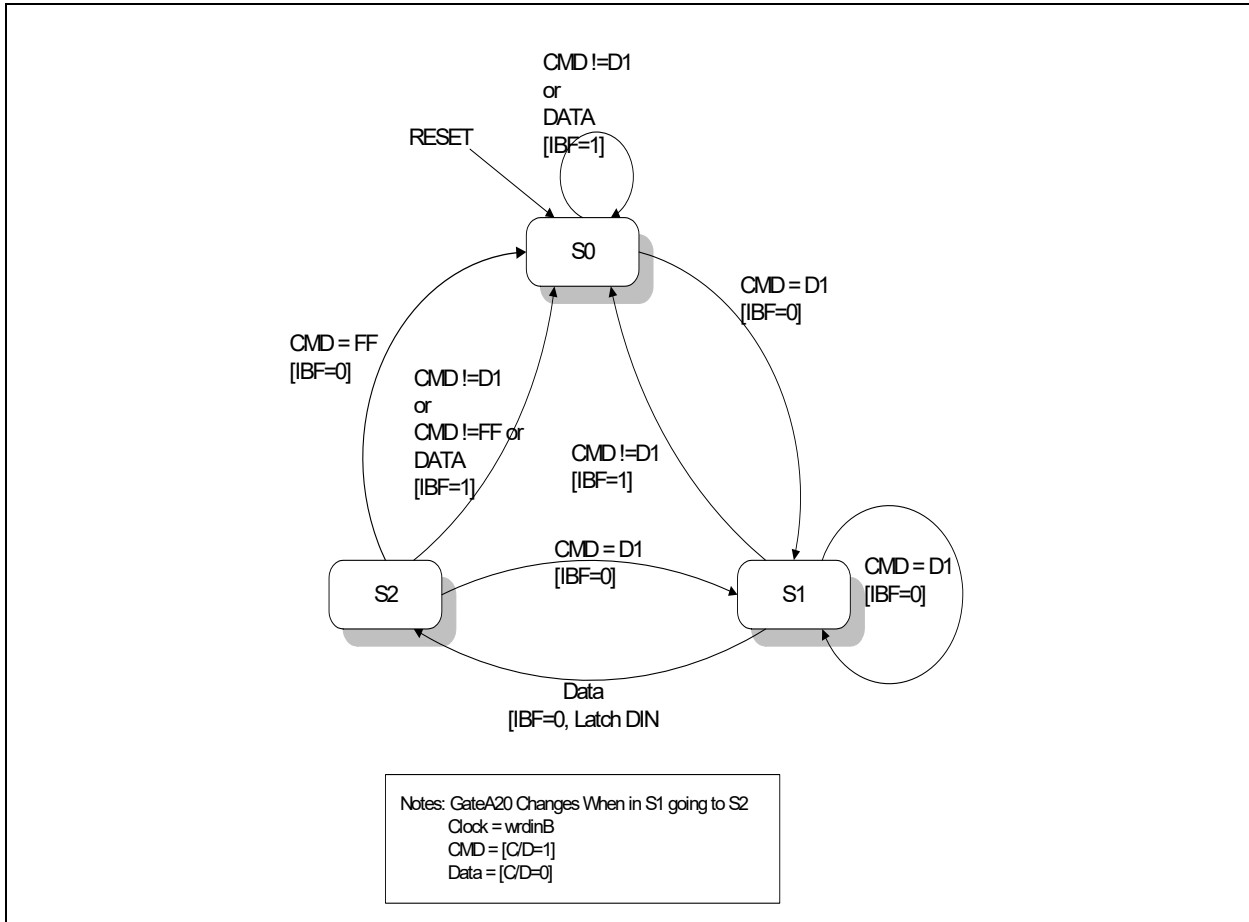 CMD !=D1
or
DATA
[IBF=1]
RESET
S0
CMD = D1
[IBF=0]
CMD = FF
[IBF=0]
CMD !=D1
or
CMD !=FF or
DATA
[IBF=1]
CMD !=D1
[IBF=1]
CMD = D1
[IBF=0]
CMD = D1
[IBF=0]
S2
S1
Data
[IBF=0, Latch DIN
Notes: GateA20 Changes When in S1 going to S2
Clock = wrdinB
CMD = [C/D=1]
Data = [C/D=0]